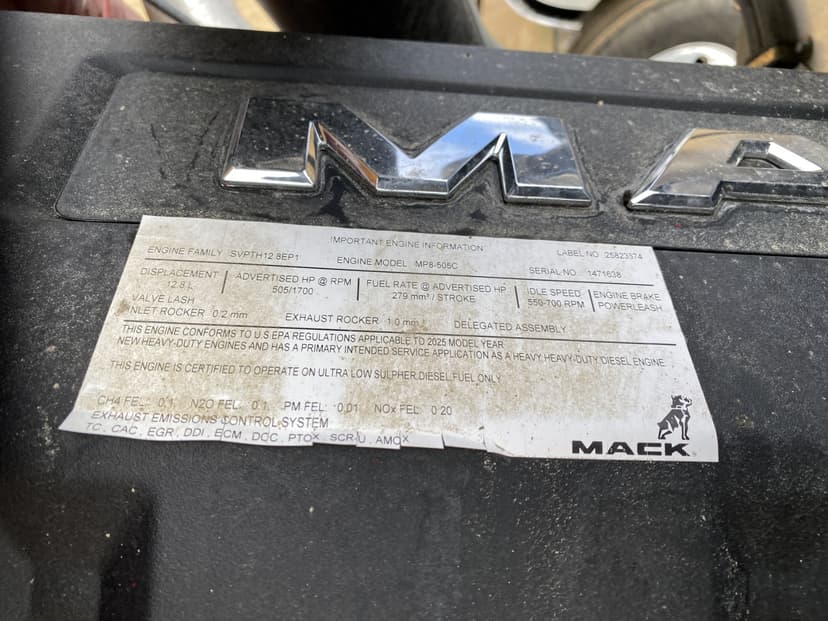 MA
IMPORTANT ENGINE INFORMATION
ENGINE FAMILY SVPTH12.8EP1 ENGINE MODEL MP8-505C LABEL NO 25823374
SERIAL NO. 1471638
DISPLACEMENT ADVERTISED HP @ RPM FUEL RATE @ ADVERTISED HP IDLE SPEED ENGINE BRAKE
12.8 L 505/1700 279 mm³ / STROKE 550-700 RPM POWERLEASH
VALVE LASH
INLET ROCKER 0.2 mm EXHAUST ROCKER 1.0 mm DELEGATED ASSEMBLY
THIS ENGINE CONFORMS TO U.S EPA REGULATIONS APPLICABLE TO 2025 MODEL YEAR
NEW HEAVY-DUTY ENGINES AND HAS A PRIMARY INTENDED SERVICE APPLICATION AS A HEAVY HEAVY-DUTY DIESEL ENGINE
THIS ENGINE IS CERTIFIED TO OPERATE ON ULTRA LOW SULPHER DIESEL FUEL ONLY
CH4 FEL: 0.1 N2O FEL: 0.1 PM FEL: 0.01 NOx FEL: 0.20
EXHAUST EMISSIONS CONTROL SYSTEM
TC, CAC, EGR, DDI, ECM, DOC, PTOX, SCR-U, AMOX
MACK